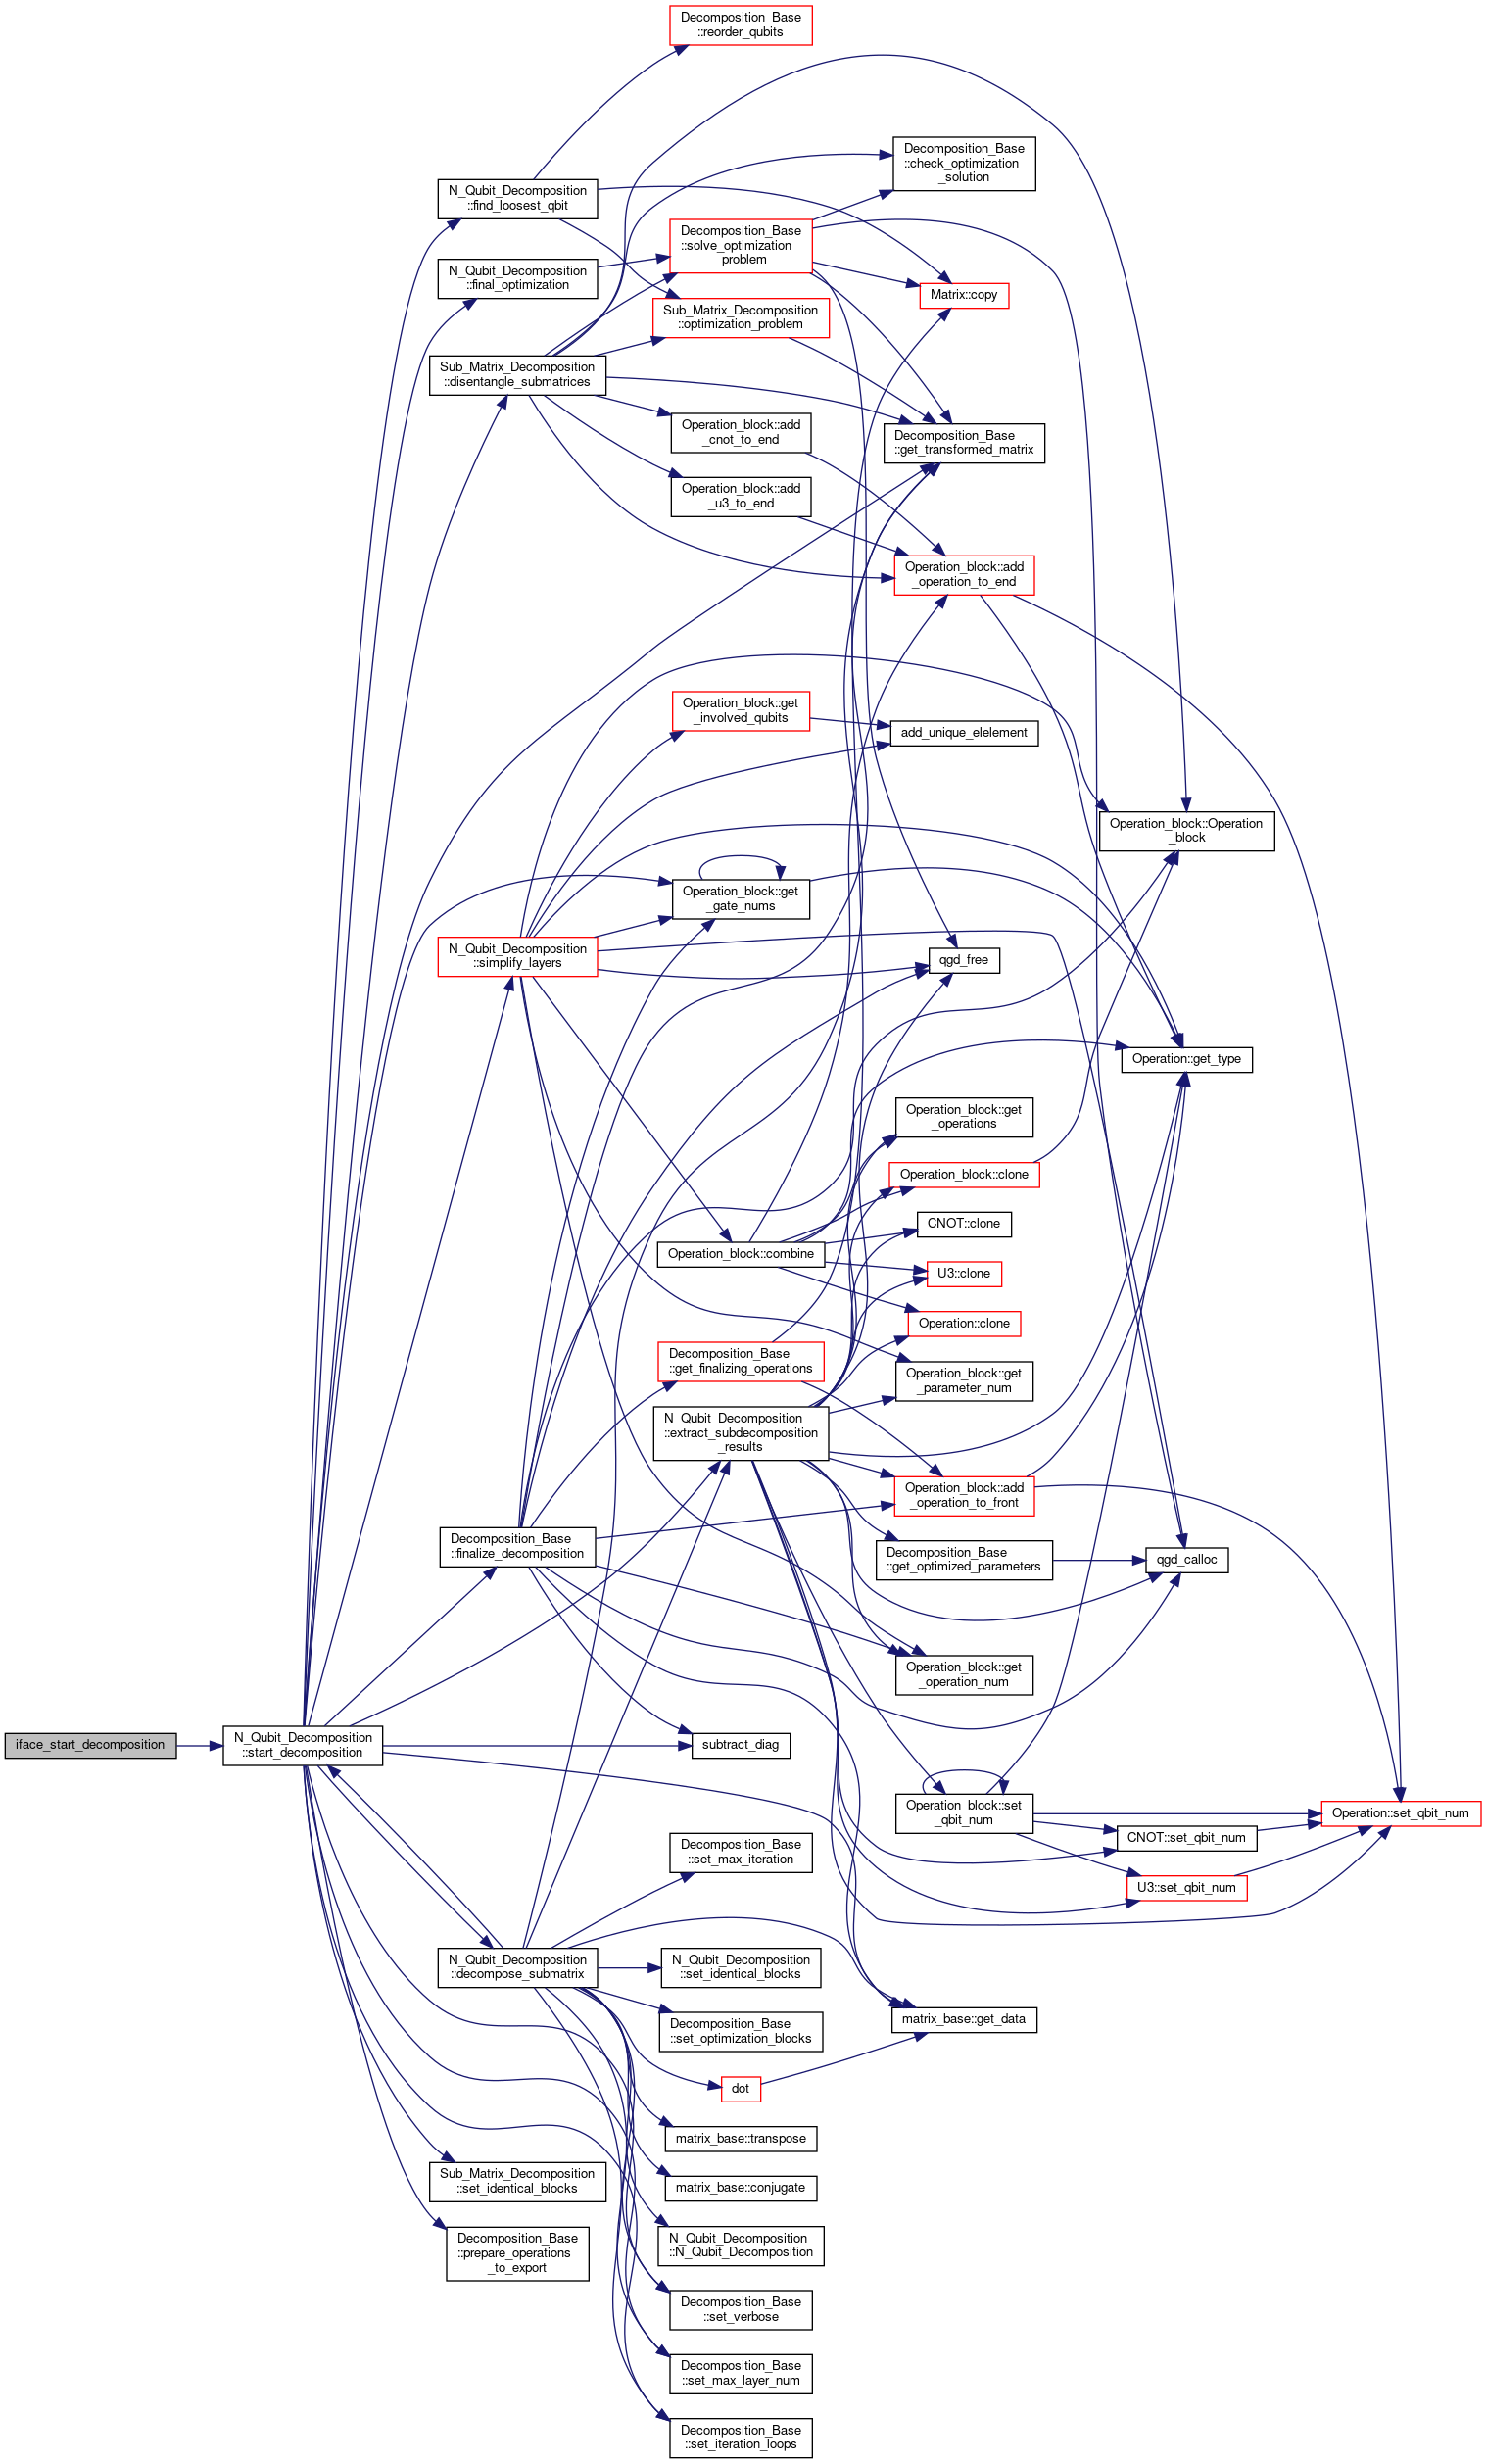 Decomposition_Base
::reorder_qubits
Decomposition_Base
::check_optimization
_solution
N_Qubit_Decomposition
::find_loosest_qbit
Decomposition_Base
::solve_optimization
_problem
N_Qubit_Decomposition
::final_optimization
Matrix::copy
Sub_Matrix_Decomposition
::optimization_problem
Sub_Matrix_Decomposition
::disentangle_submatrices
Operation_block::add
_cnot_to_end
Decomposition_Base
::get_transformed_matrix
Operation_block::add
_u3_to_end
Operation_block::add
_operation_to_end
Operation_block::get
_involved_qubits
add_unique_elelement
Operation_block::Operation
_block
Operation_block::get
_gate_nums
N_Qubit_Decomposition
::simplify_layers
qgd_free
Operation::get_type
Operation_block::get
_operations
Operation_block::clone
CNOT::clone
Operation_block::combine
U3::clone
Operation::clone
Decomposition_Base
::get_finalizing_operations
Operation_block::get
_parameter_num
N_Qubit_Decomposition
::extract_subdecomposition
_results
Operation_block::add
_operation_to_front
Decomposition_Base
::finalize_decomposition
Decomposition_Base
::get_optimized_parameters
qgd_calloc
Operation_block::get
_operation_num
iface_start_decomposition
N_Qubit_Decomposition
::start_decomposition
subtract_diag
Operation_block::set
_qbit_num
Operation::set_qbit_num
CNOT::set_qbit_num
Decomposition_Base
::set_max_iteration
U3::set_qbit_num
N_Qubit_Decomposition
::decompose_submatrix
N_Qubit_Decomposition
::set_identical_blocks
Decomposition_Base
::set_optimization_blocks
matrix_base::get_data
dot
matrix_base::transpose
Sub_Matrix_Decomposition
::set_identical_blocks
matrix_base::conjugate
Decomposition_Base
::prepare_operations
_to_export
N_Qubit_Decomposition
::N_Qubit_Decomposition
Decomposition_Base
::set_verbose
Decomposition_Base
::set_max_layer_num
Decomposition_Base
::set_iteration_loops